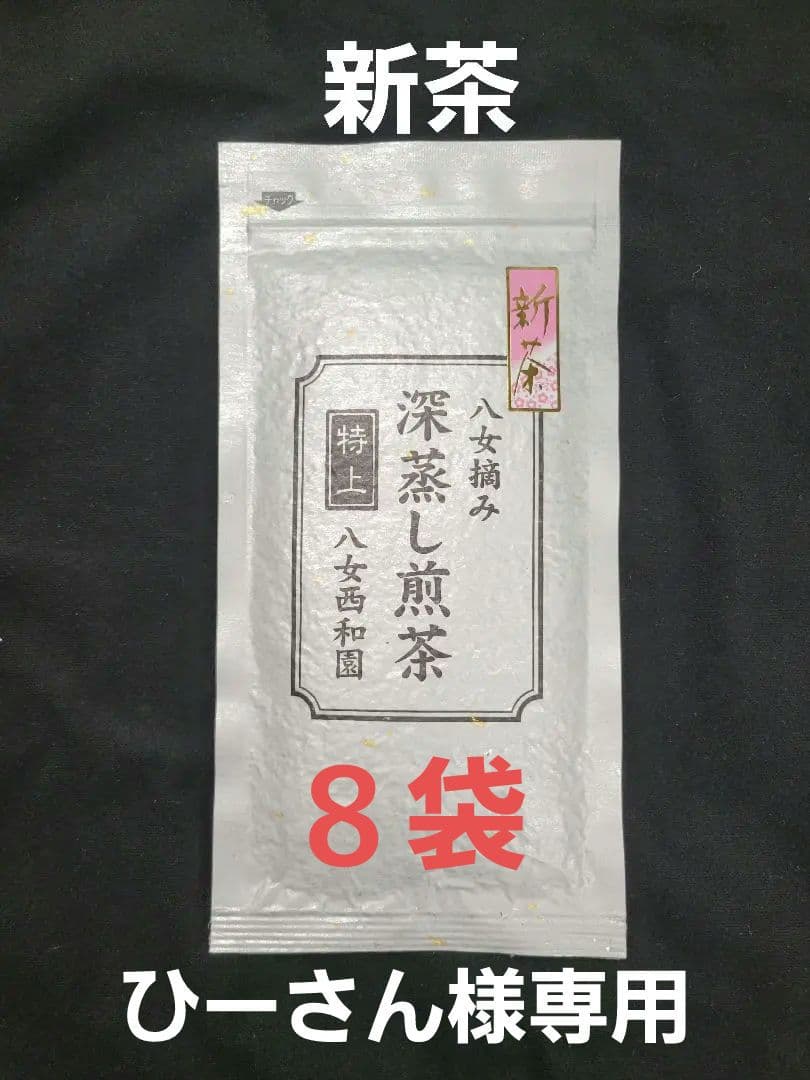 新茶
チャック
新茶
八女摘み
深蒸し煎茶
特上
八女西和園
8袋
ひーさん様専用